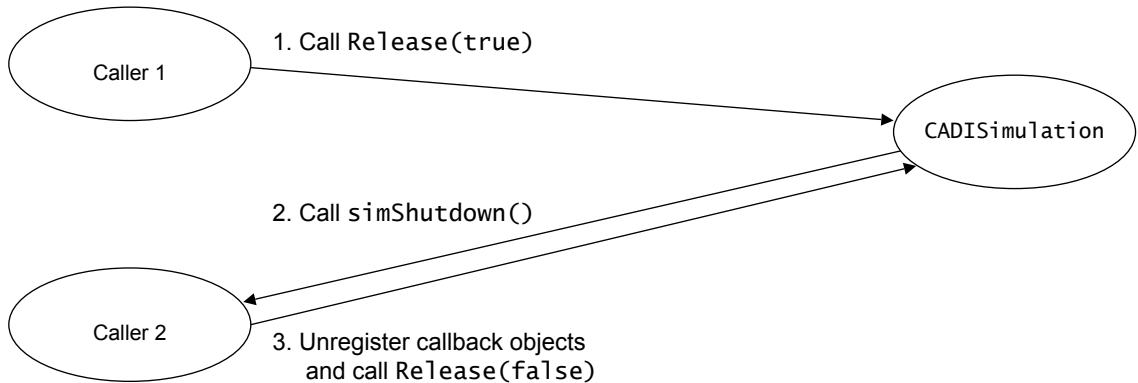 1. Call Release(true)
Caller 1
CADISimulation
2. Call simShutdown()
Caller 2
3. Unregister callback objects
and call Release(false)